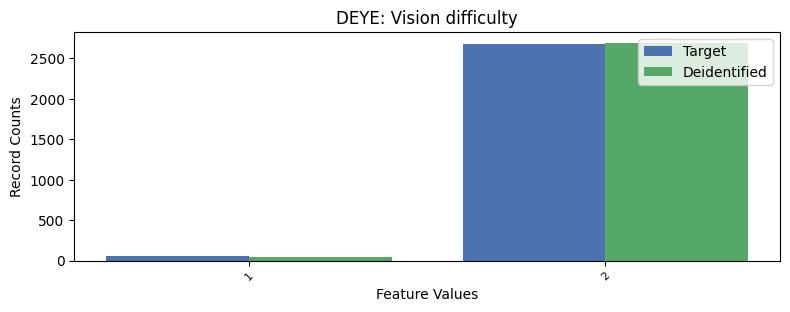 DEYE: Vision difficulty
Target
Deidentified
2500
2000
1500
1000
500
0
Record Counts
1
2
Feature Values